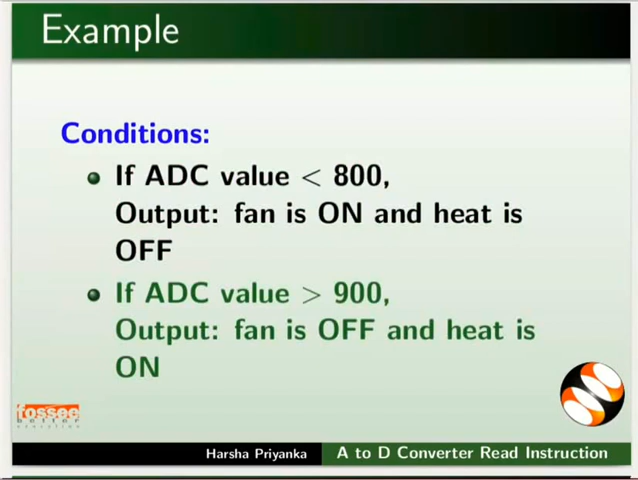 Example
Conditions:
If ADC value < 800,
Output: fan is ON and heat is
OFF
If ADC value > 900,
Output: fan is OFF and heat is
ON
fossee
Harsha Priyanka
A to D Converter Read Instruction